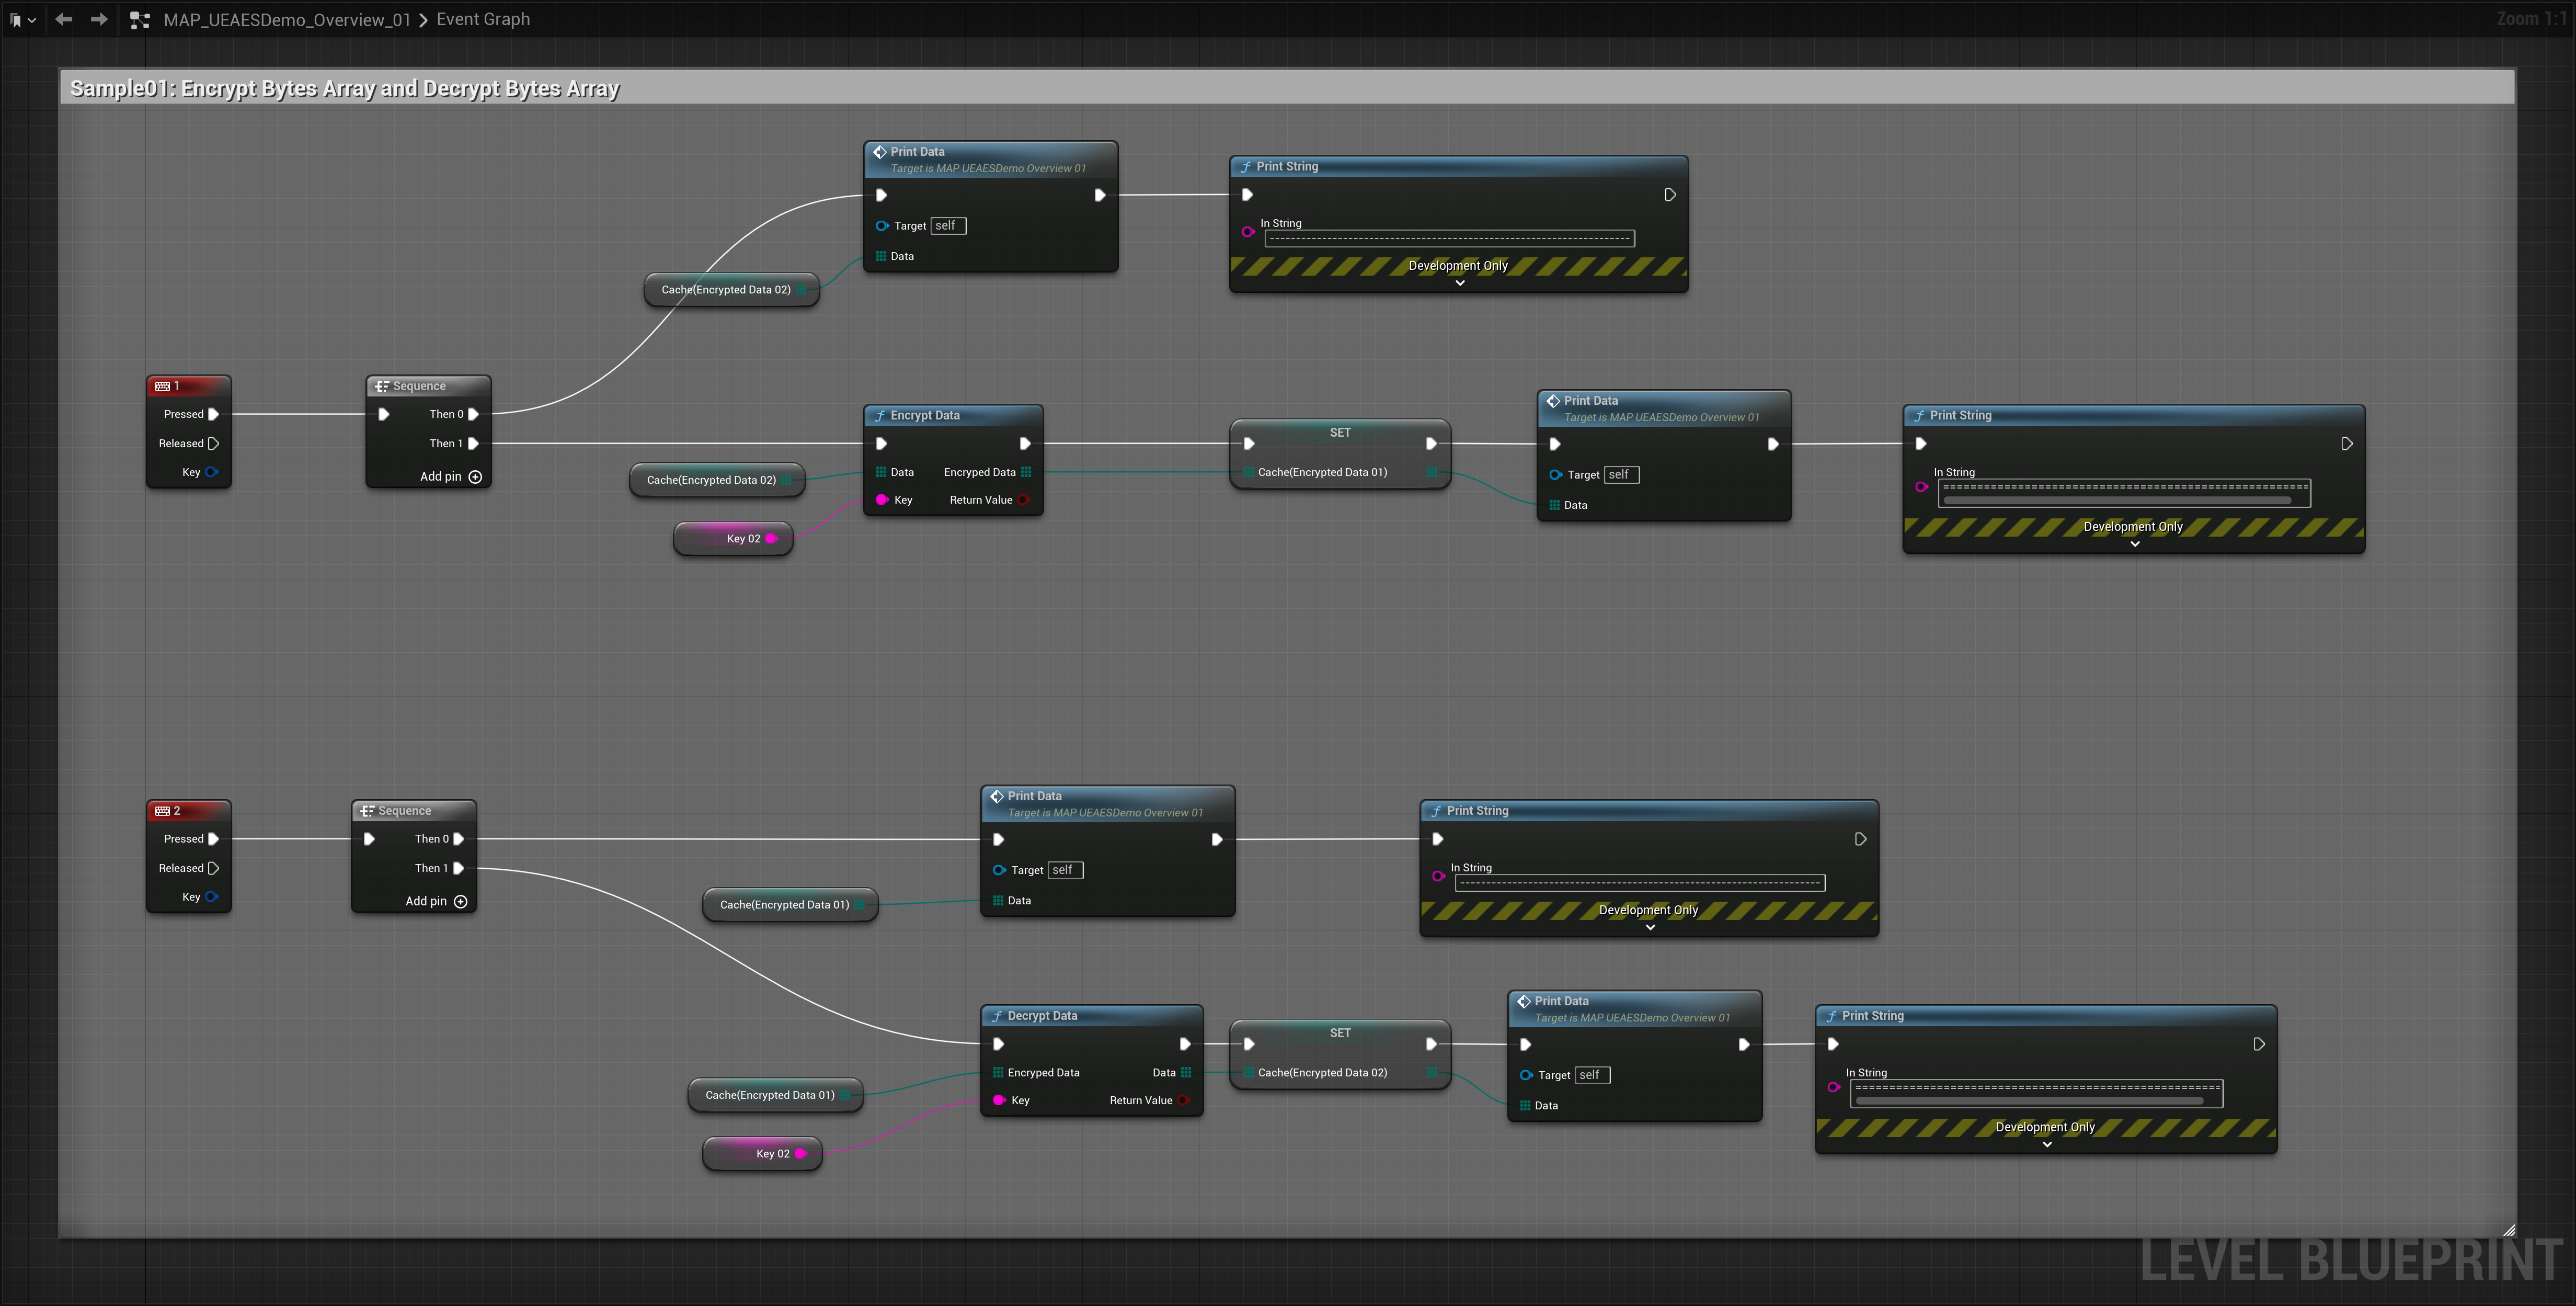 MAP_UEAESDemo_Overview_01 > Event Graph
Zoom 1:1
Sample01: Encrypt Bytes Array and Decrypt Bytes Array
Print Data
Target is MAP UEAESDemo Overview 01
Target self
Data
Print String
In String
Development Only
Cache(Encrypted Data 02)
1
Pressed
Released
Key
Sequence
Then 0
Then 1
Add pin
Encrypt Data
Data Encryped Data
Key Return Value
Cache(Encrypted Data 02)
Key 02
SET
Cache(Encrypted Data 01)
Print Data
Target is MAP UEAESDemo Overview 01
Target self
Data
Print String
In String
Development Only
2
Pressed
Released
Key
Sequence
Then 0
Then 1
Add pin
Print Data
Target is MAP UEAESDemo Overview 01
Target self
Data
Cache(Encrypted Data 01)
Print String
In String
Development Only
Decrypt Data
Encryped Data Data
Key Return Value
Cache(Encrypted Data 01)
Key 02
SET
Cache(Encrypted Data 02)
Print Data
Target is MAP UEAESDemo Overview 01
Target self
Data
Print String
In String
Development Only
LEVEL BLUEPRINT